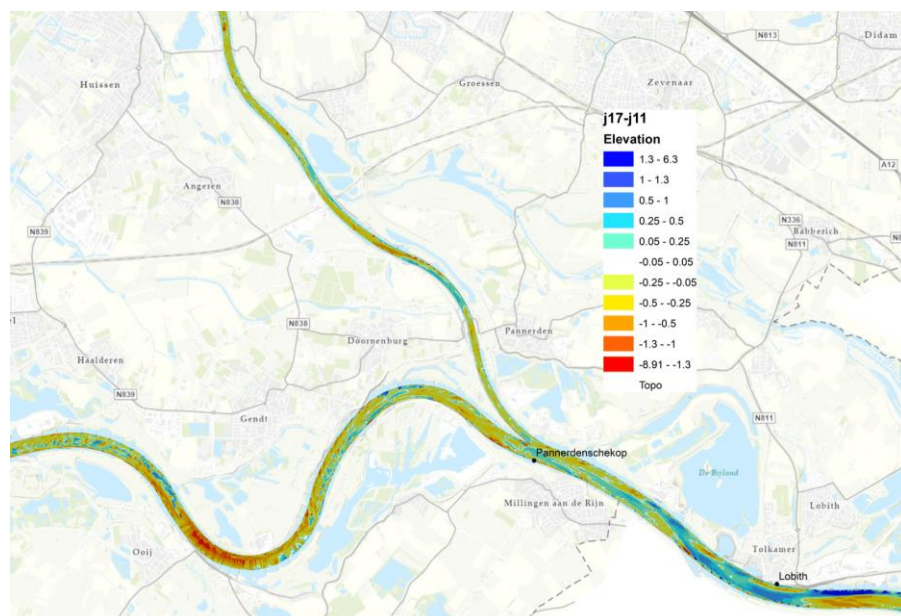 N813
Didam
Huissen
Groessen
Zevenaar
j17-j11
Elevation
1.3 - 6.3
1 - 1.3
0.5 - 1
0.25 - 0.5
0.05 - 0.25
-0.05 - 0.05
-0.25 - -0.05
-0.5 - -0.25
-1 - -0.5
-1.3 - -1
-8.91 - -1.3
Topo
A12
Angeren
N838
N839
N336
Babberich
N811
N838
Pannerden
Doornenburg
Haalderen
N839
Gendt
N811
Pannerdenschekop
De Bijland
Millingen aan de Rijn
Lobith
Ooij
Tolkamer
Lobith